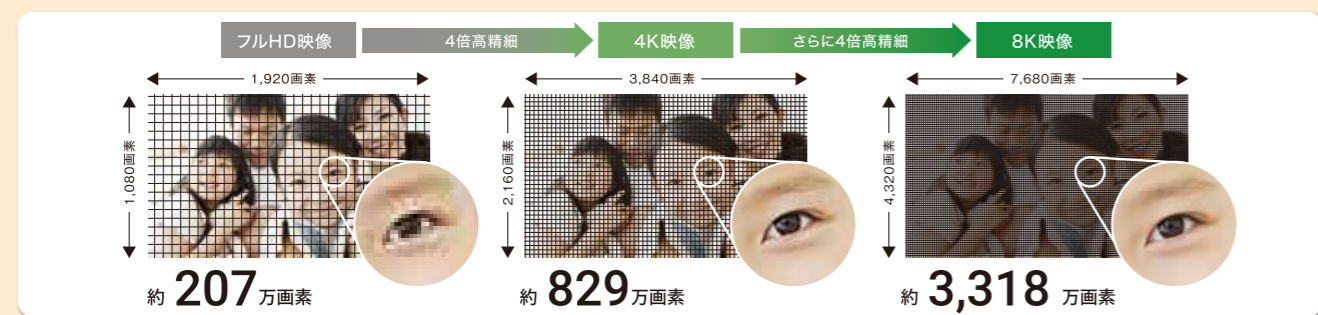 フルHD映像 4倍高精細 4K映像 さらに4倍高精細 8K映像
1,920画素 3,840画素 7,680画素
1,080画素 2,160画素 4,320画素
約 207万画素 約 829万画素 約 3,318 万画素